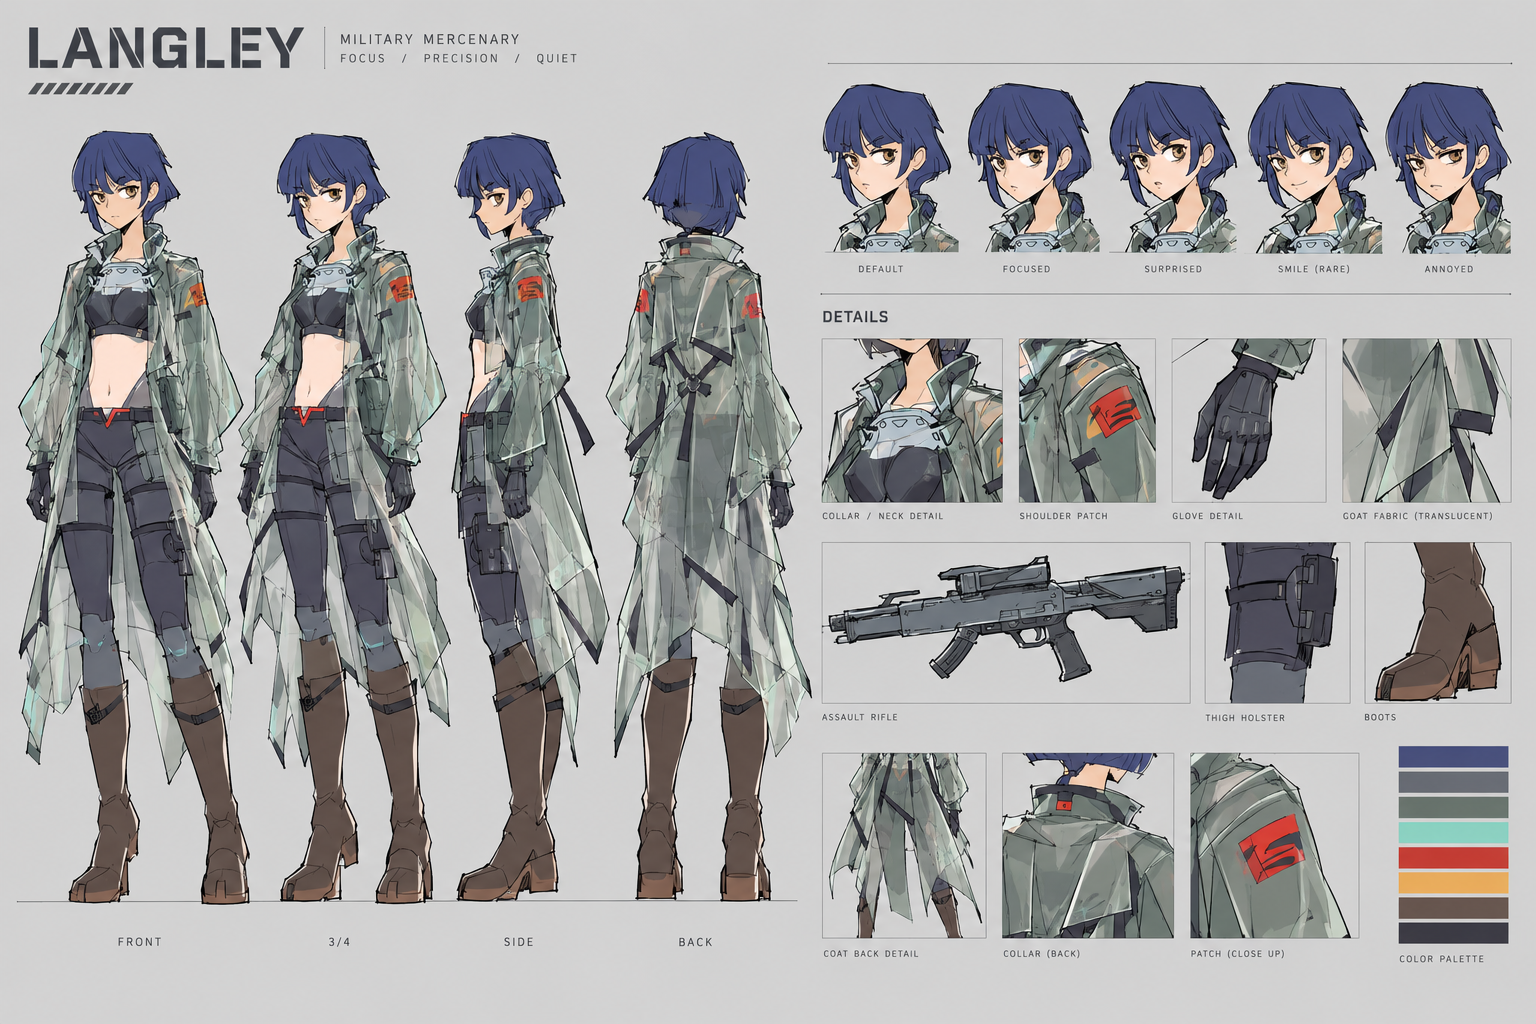 LANGLEY
MILITARY MERCENARY
FOCUS / PRECISION / QUIET
DEFAULT
FOCUSED
SURPRISED
SMILE (RARE)
ANNOYED
DETAILS
COLLAR / NECK DETAIL
SHOULDER PATCH
GLOVE DETAIL
GOAT FABRIC (TRANSLUCENT)
ASSAULT RIFLE
THIGH HOLSTER
BOOTS
FRONT
3/4
SIDE
BACK
COAT BACK DETAIL
COLLAR (BACK)
PATCH (CLOSE UP)
COLOR PALETTE